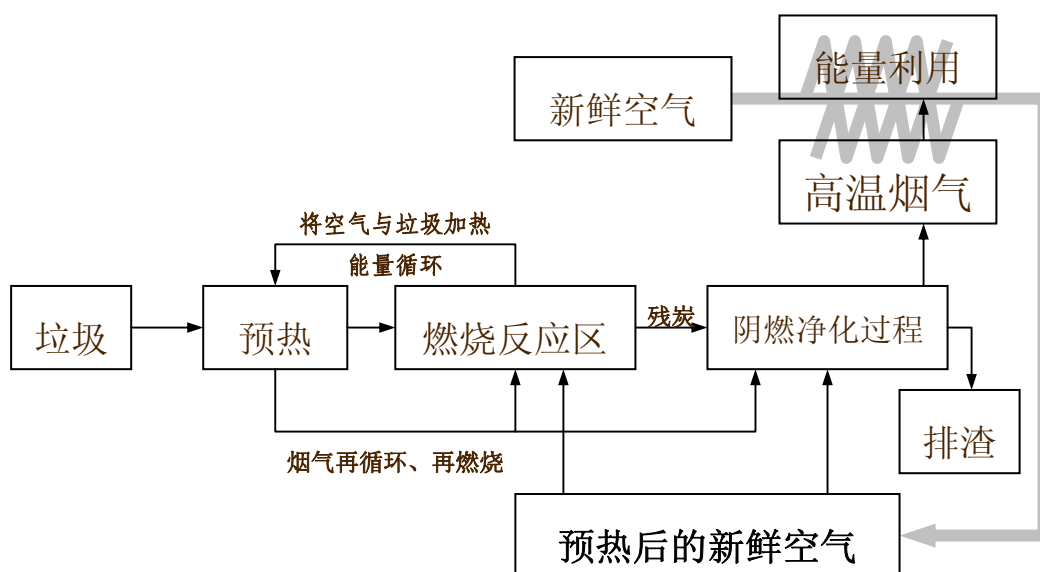 能量利用
新鲜空气
高温烟气
将空气与垃圾加热
能量循环
垃圾
预热
燃烧反应区
残炭
阴燃净化过程
排渣
烟气再循环、再燃烧
预热后的新鲜空气